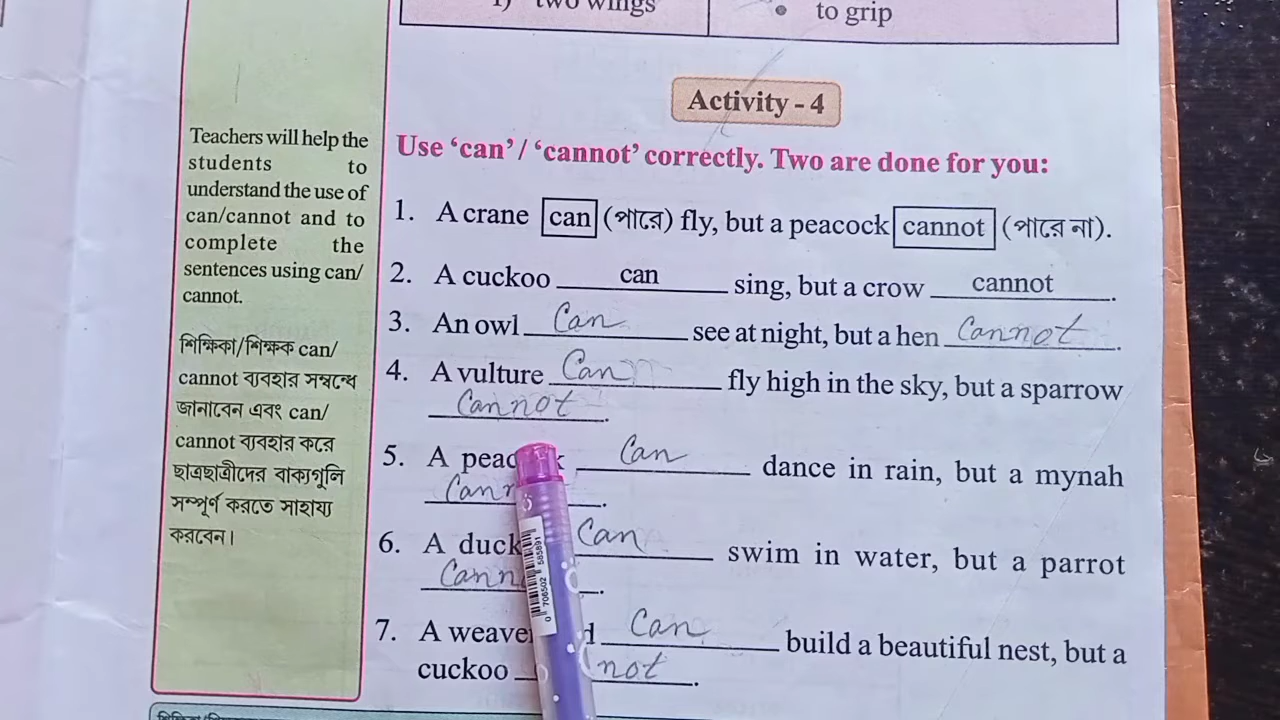 i) two wings
• to grip
Activity - 4
Teachers will help the
students to
understand the use of
can/cannot and to
complete the
sentences using can/
cannot.
শিক্ষিকা/শিক্ষক can/
cannot ব্যবহার সম্বন্ধে
জানাবেন এবং can/
cannot ব্যবহার করে
ছাত্রছাত্রীদের বাক্যগুলি
সম্পূর্ণ করতে সাহায্য
করবেন।
Use ‘can’ / ‘cannot’ correctly. Two are done for you:
1. A crane can (পারে) fly, but a peacock cannot (পারে না).
2. A cuckoo can sing, but a crow cannot.
3. An owl Can see at night, but a hen Cannot.
4. A vulture Can fly high in the sky, but a sparrow
Cannot.
5. A Can dance in rain, but a mynah
6. A duck Can swim in water, but a parrot
7. A Can build a beautiful nest, but a
cuckoo not.
0 706502 585891